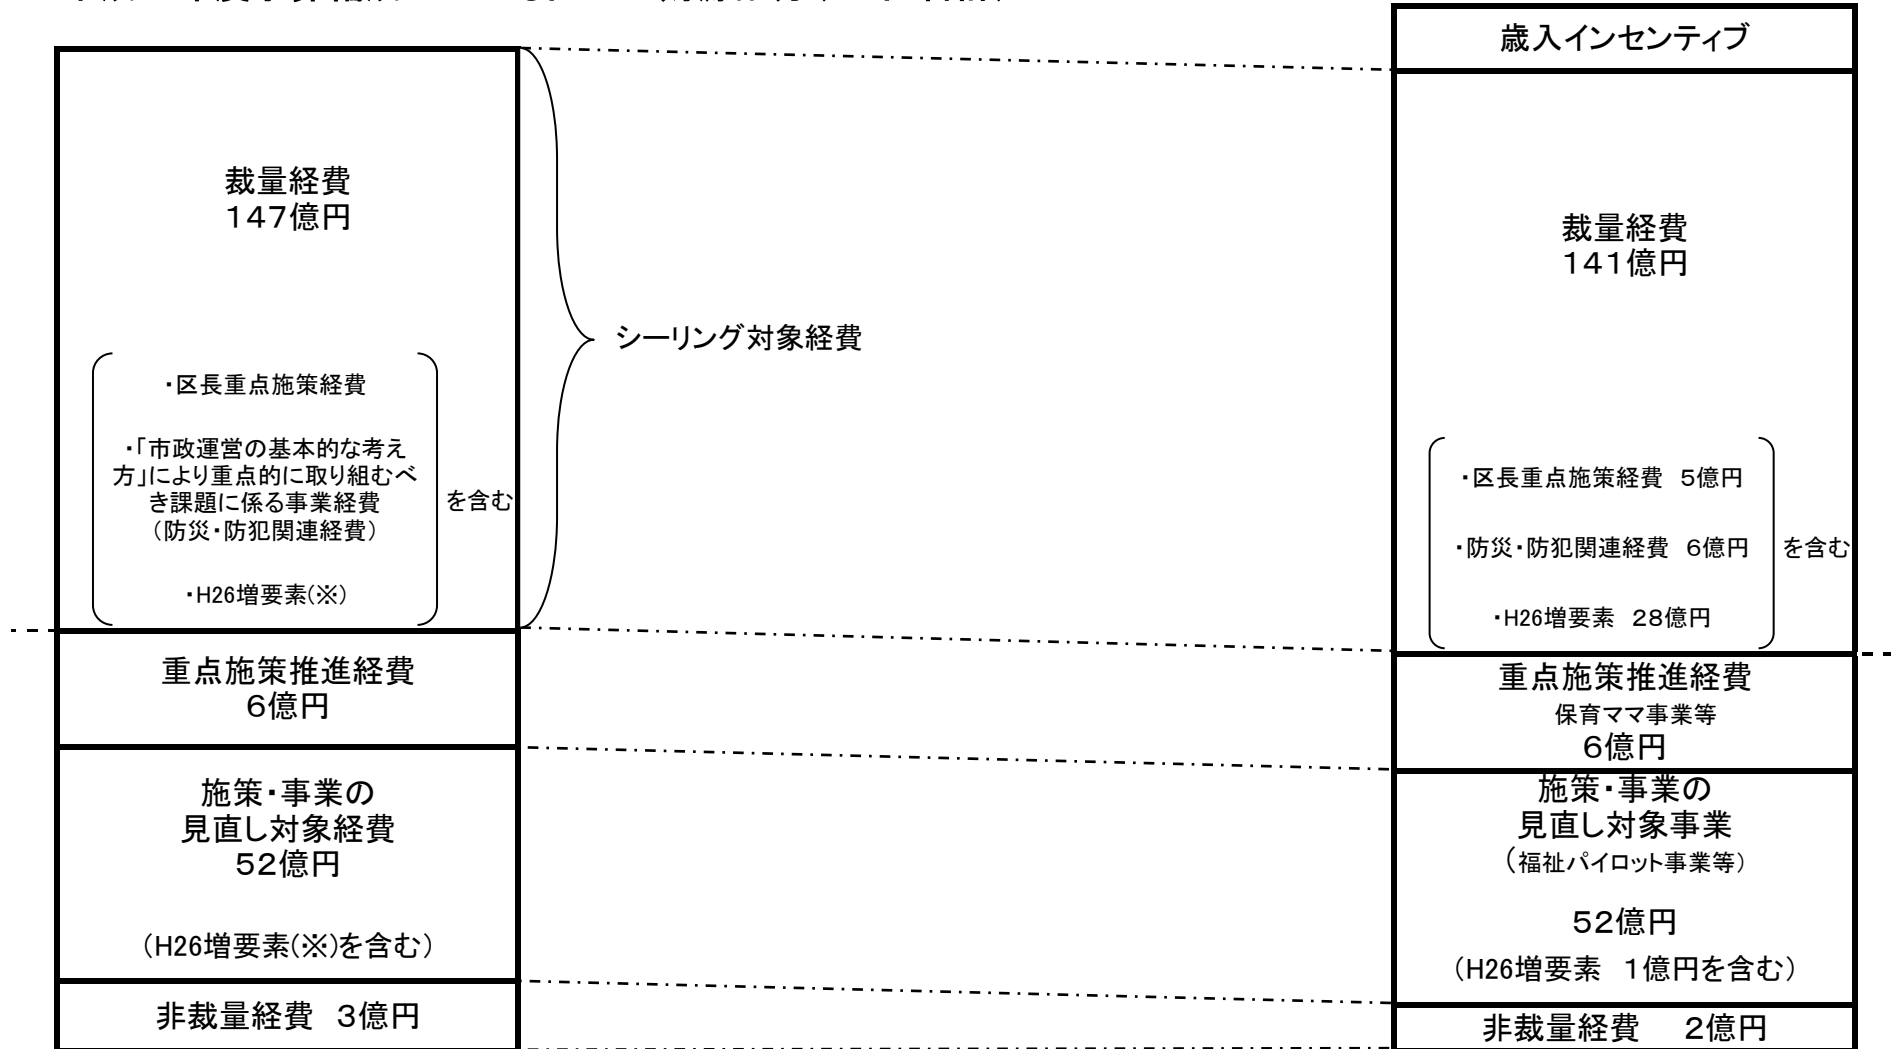 裁量経費
147億円
・区長重点施策経費
・「市政運営の基本的な考え
方」により重点的に取り組むべ
き課題に係る事業経費
(防災・防犯関連経費)
・H26増要素(※)
を含む
シーリング対象経費
重点施策推進経費
6億円
施策・事業の
見直し対象経費
52億円
(H26増要素(※)を含む)
非裁量経費 3億円
歳入インセンティブ
裁量経費
141億円
・区長重点施策経費 5億円
・防災・防犯関連経費 6億円
・H26増要素 28億円
を含む
重点施策推進経費
保育ママ事業等
6億円
施策・事業の
見直し対象事業
(福祉パイロット事業等)
52億円
(H26増要素 1億円を含む)
非裁量経費 2億円